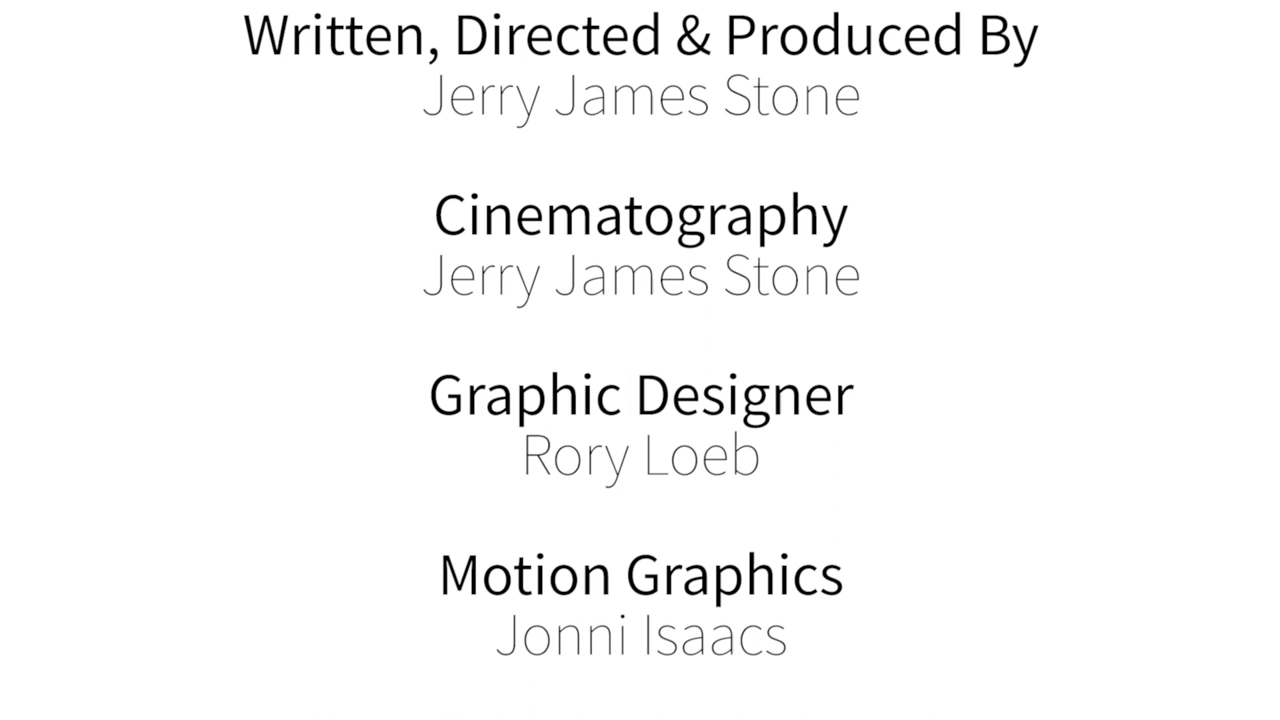 Written, Directed & Produced By
Jerry James Stone
Cinematography
Jerry James Stone
Graphic Designer
Rory Loeb
Motion Graphics
Jonni Isaacs